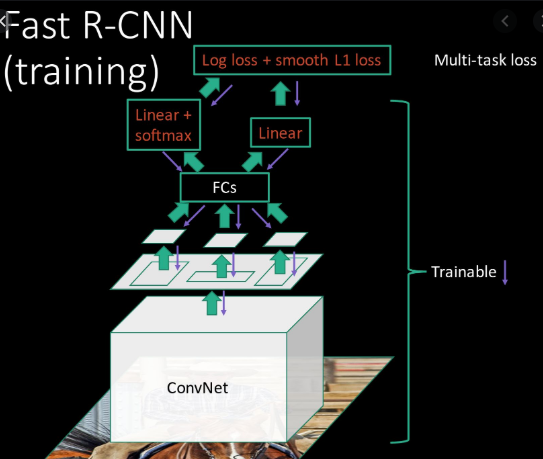 Fast R-CNN
(training)
Log loss + smooth L1 loss
Multi-task loss
Linear +
softmax
Linear
FCs
Trainable
ConvNet